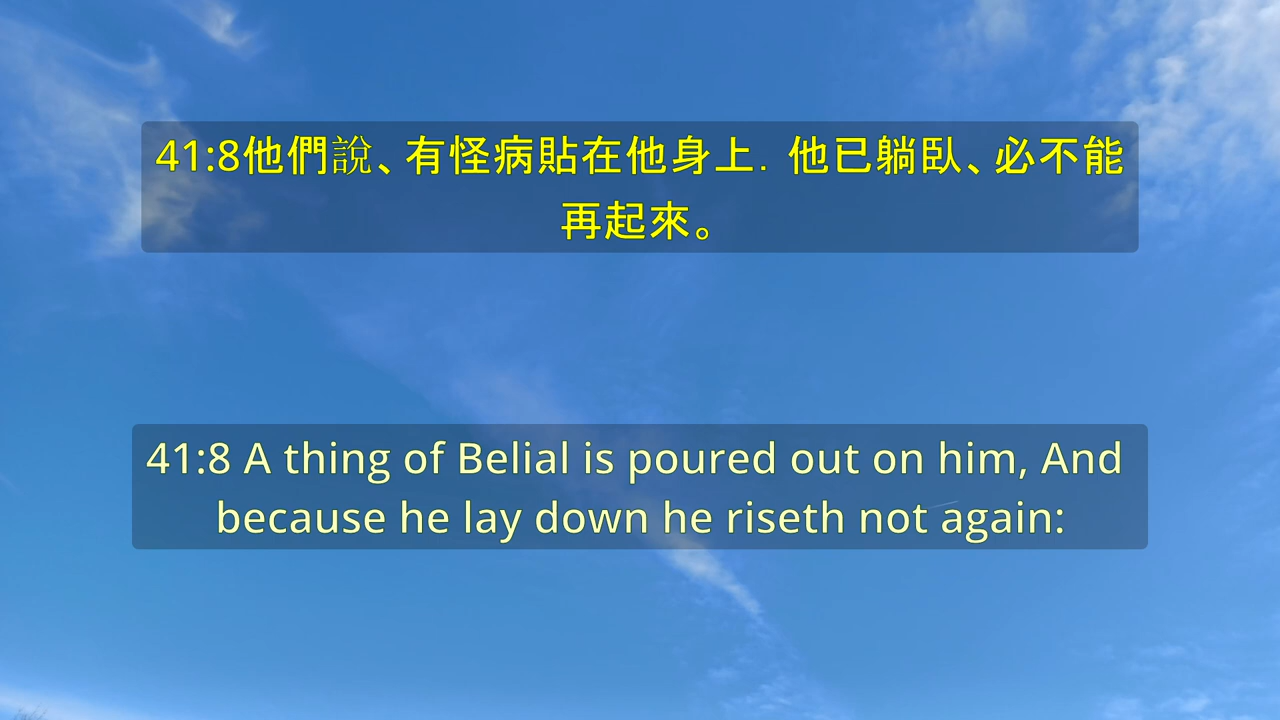 41:8他們說、有怪病貼在他身上．他已躺臥、必不能
再起來。
41:8 A thing of Belial is poured out on him, And
because he lay down he riseth not again: